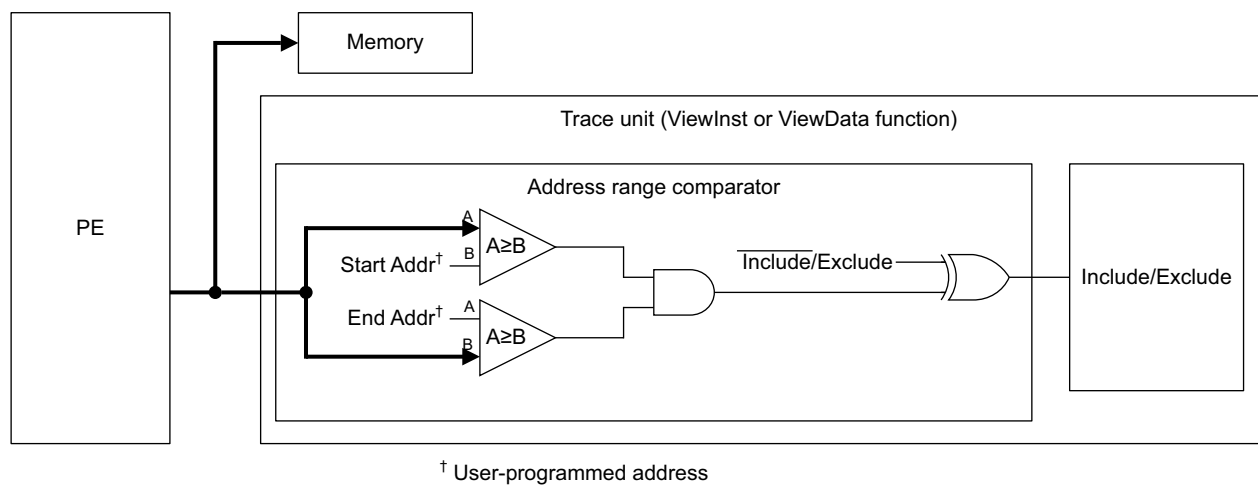 Memory
Trace unit (ViewInst or ViewData function)
Address range comparator
PE
A
A≥B
B
Start Addr†
Include/Exclude
Include/Exclude
End Addr†
A
A≥B
B
† User-programmed address